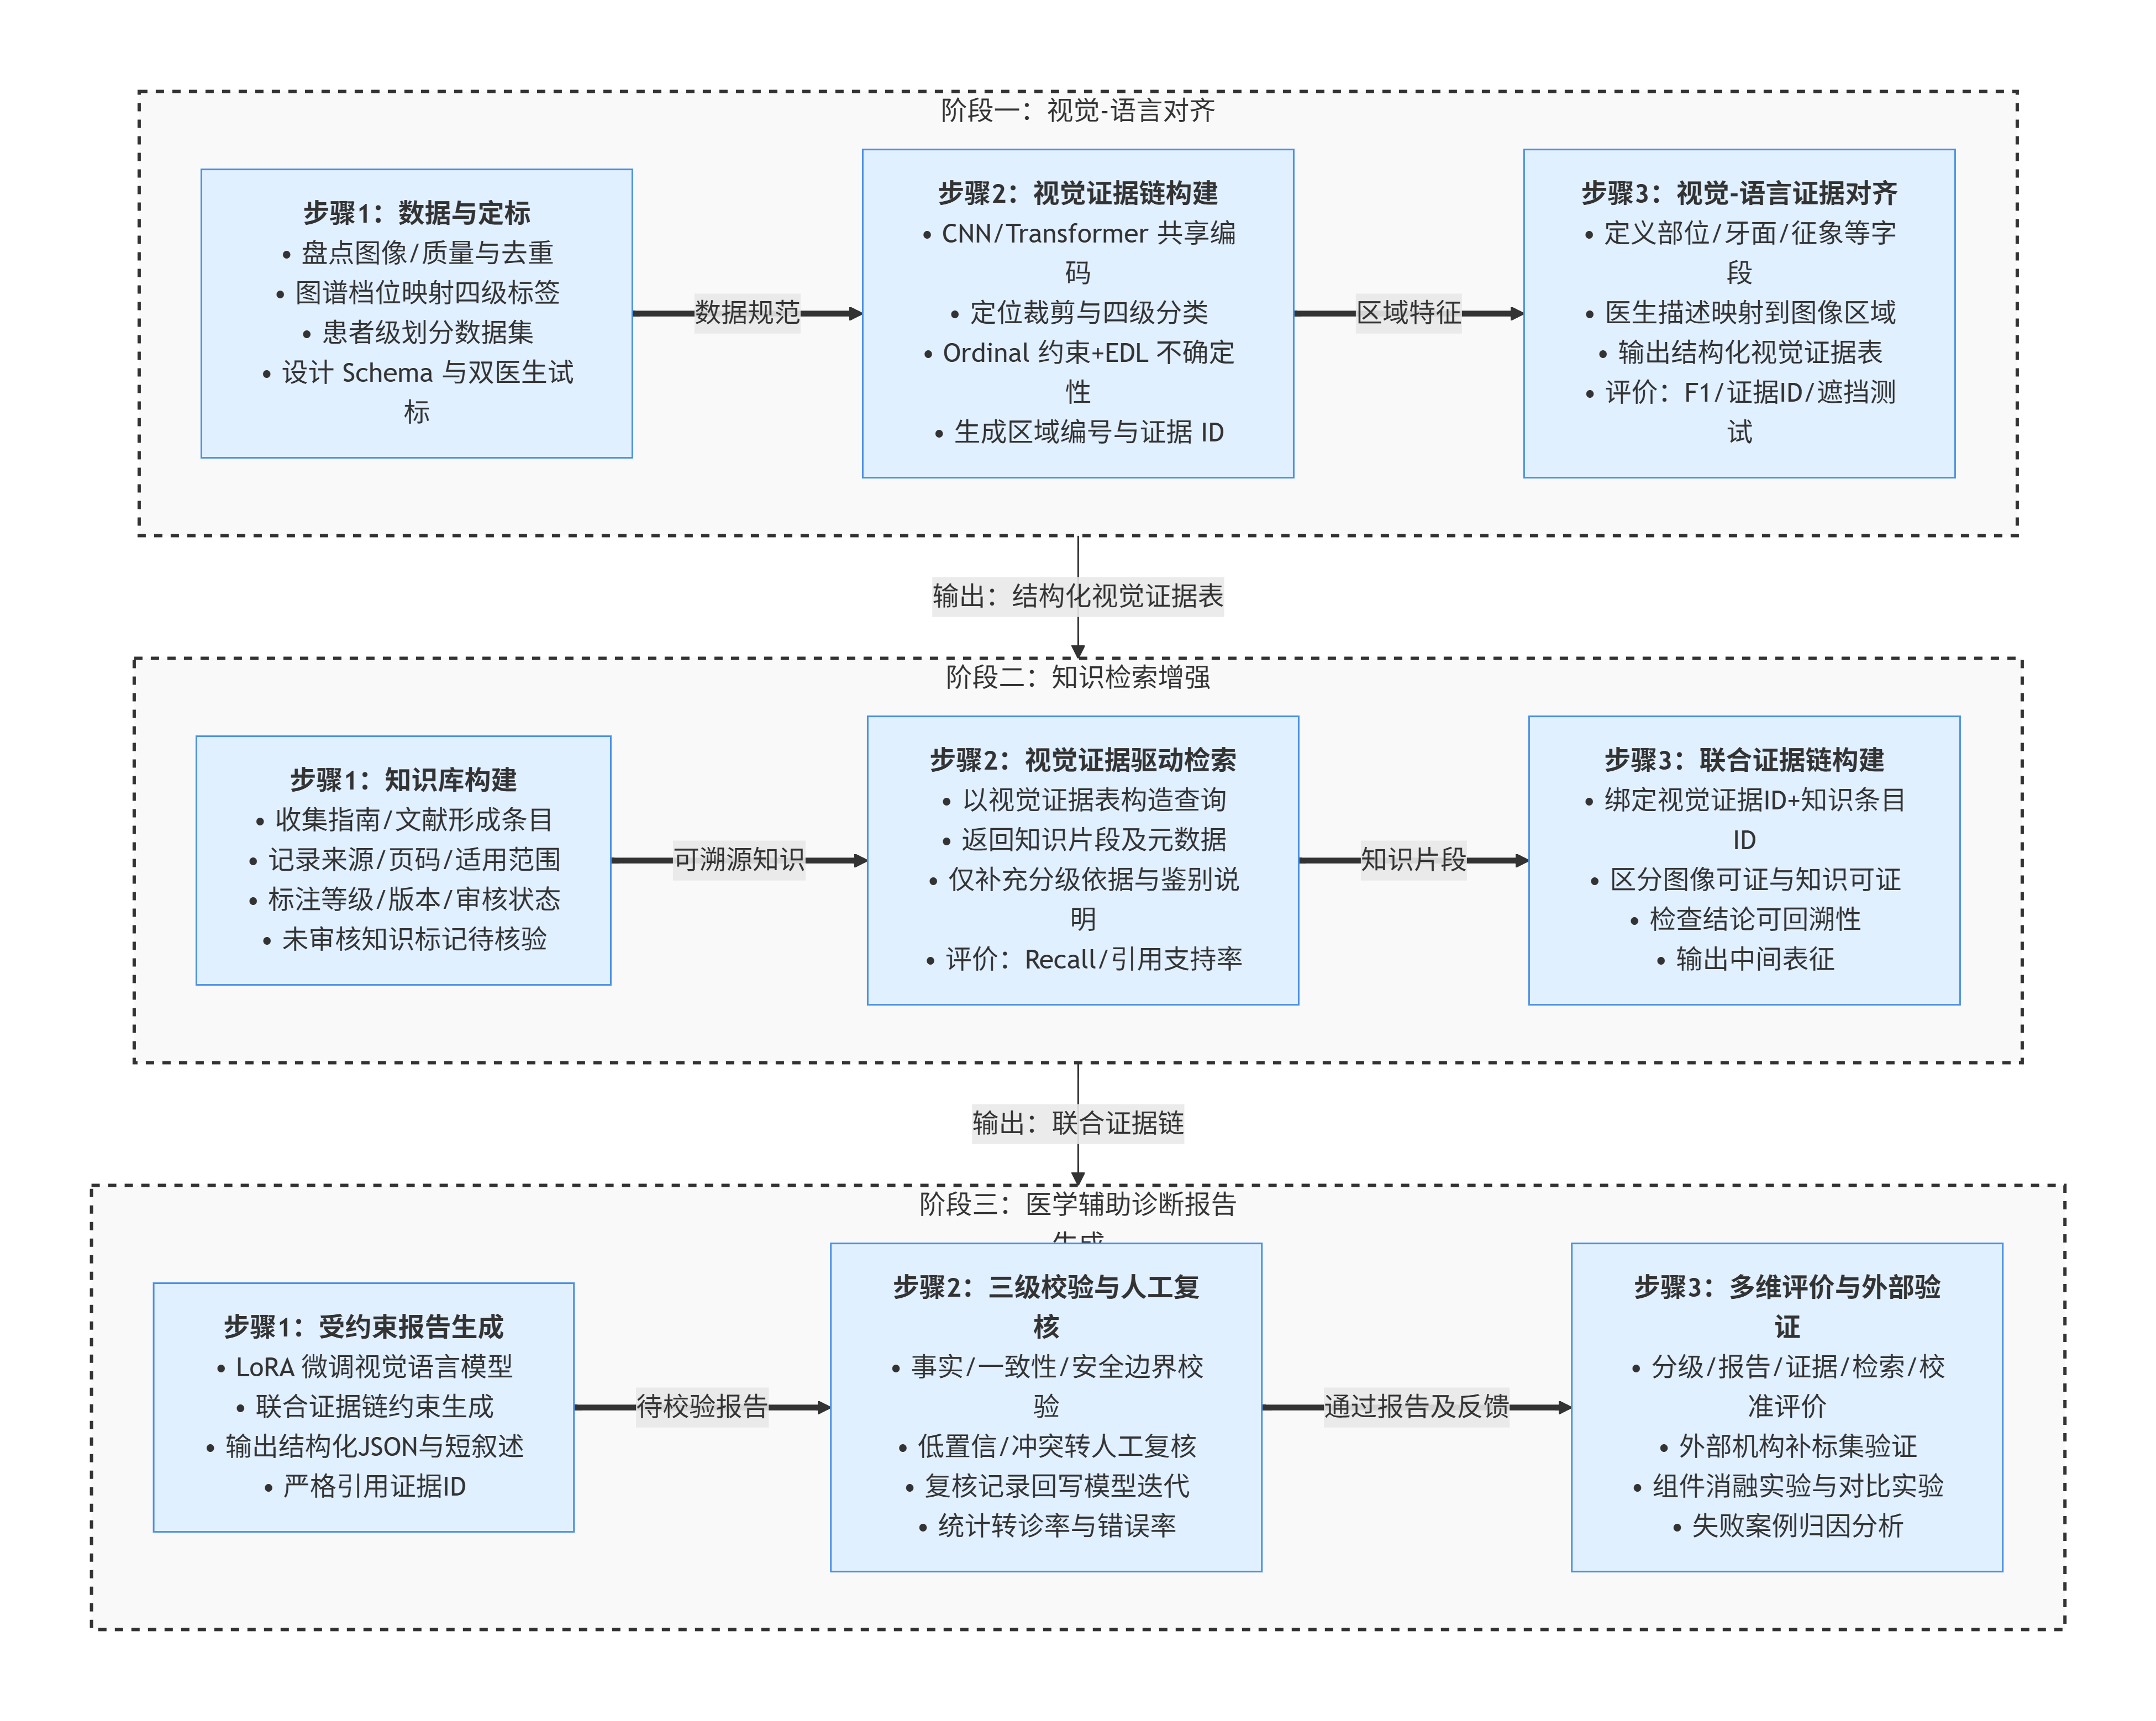 阶段一：视觉-语言对齐
步骤1：数据与定标
• 盘点图像/质量与去重
• 图谱档位映射四级标签
• 患者级划分数据集
• 设计 Schema 与双医生试
标
数据规范
步骤2：视觉证据链构建
• CNN/Transformer 共享编
码
• 定位裁剪与四级分类
• Ordinal 约束+EDL 不确定
性
• 生成区域编号与证据 ID
区域特征
步骤3：视觉-语言证据对齐
• 定义部位/牙面/征象等字
段
• 医生描述映射到图像区域
• 输出结构化视觉证据表
• 评价：F1/证据ID/遮挡测
试
输出：结构化视觉证据表
阶段二：知识检索增强
步骤1：知识库构建
• 收集指南/文献形成条目
• 记录来源/页码/适用范围
• 标注等级/版本/审核状态
• 未审核知识标记待核验
可溯源知识
步骤2：视觉证据驱动检索
• 以视觉证据表构造查询
• 返回知识片段及元数据
• 仅补充分级依据与鉴别说
明
• 评价：Recall/引用支持率
知识片段
步骤3：联合证据链构建
• 绑定视觉证据ID+知识条目
ID
• 区分图像可证与知识可证
• 检查结论可回溯性
• 输出中间表征
输出：联合证据链
阶段三：医学辅助诊断报告
生成
步骤1：受约束报告生成
• LoRA 微调视觉语言模型
• 联合证据链约束生成
• 输出结构化JSON与短叙述
• 严格引用证据ID
待校验报告
步骤2：三级校验与人工复
核
• 事实/一致性/安全边界校
验
• 低置信/冲突转人工复核
• 复核记录回写模型迭代
• 统计转诊率与错误率
通过报告及反馈
步骤3：多维评价与外部验
证
• 分级/报告/证据/检索/校
准评价
• 外部机构补标集验证
• 组件消融实验与对比实验
• 失败案例归因分析